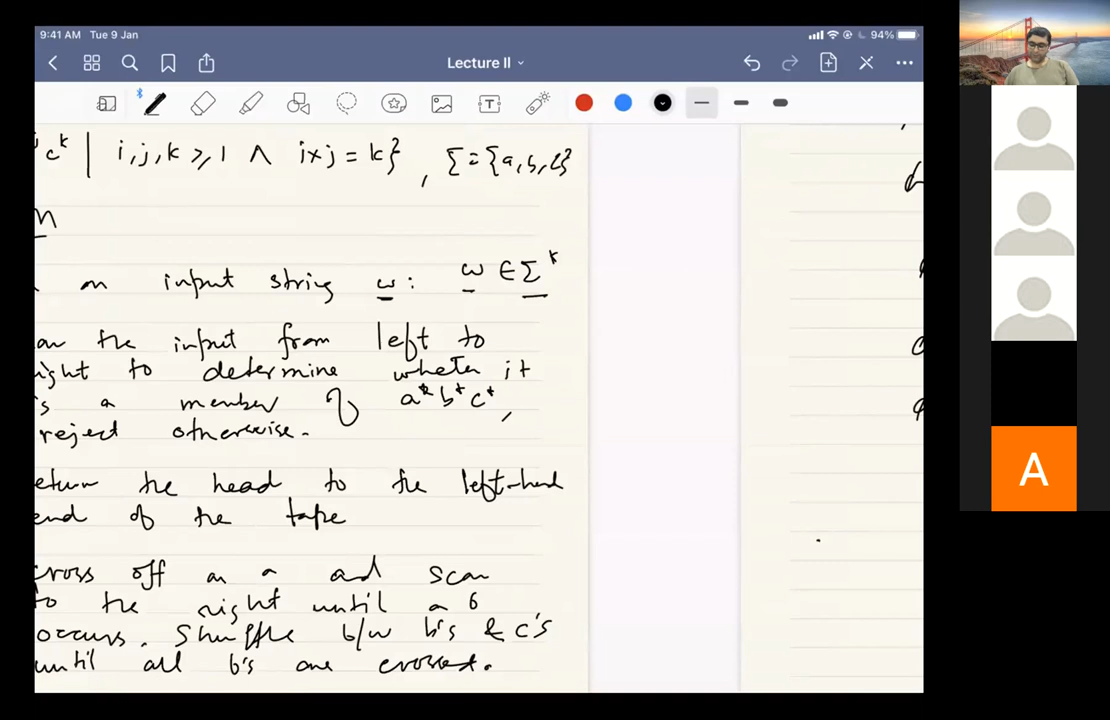 9:41 AM Tue 9 Jan
94%
Lecture II
c^k | i,j,k ≥ 1 ∧ i×j = k} , Σ = {a,b,c}
on input string w: w ∈ Σ*
the input from left to
ight to determine whether it
s a member of a*b*c*,
reject otherwise.
eturn the head to the left-hand
end of the tape
cross off an a and scan
to the right until a b
occurs. Shuffle b/w b's & c's
until all b's are crossed.
A